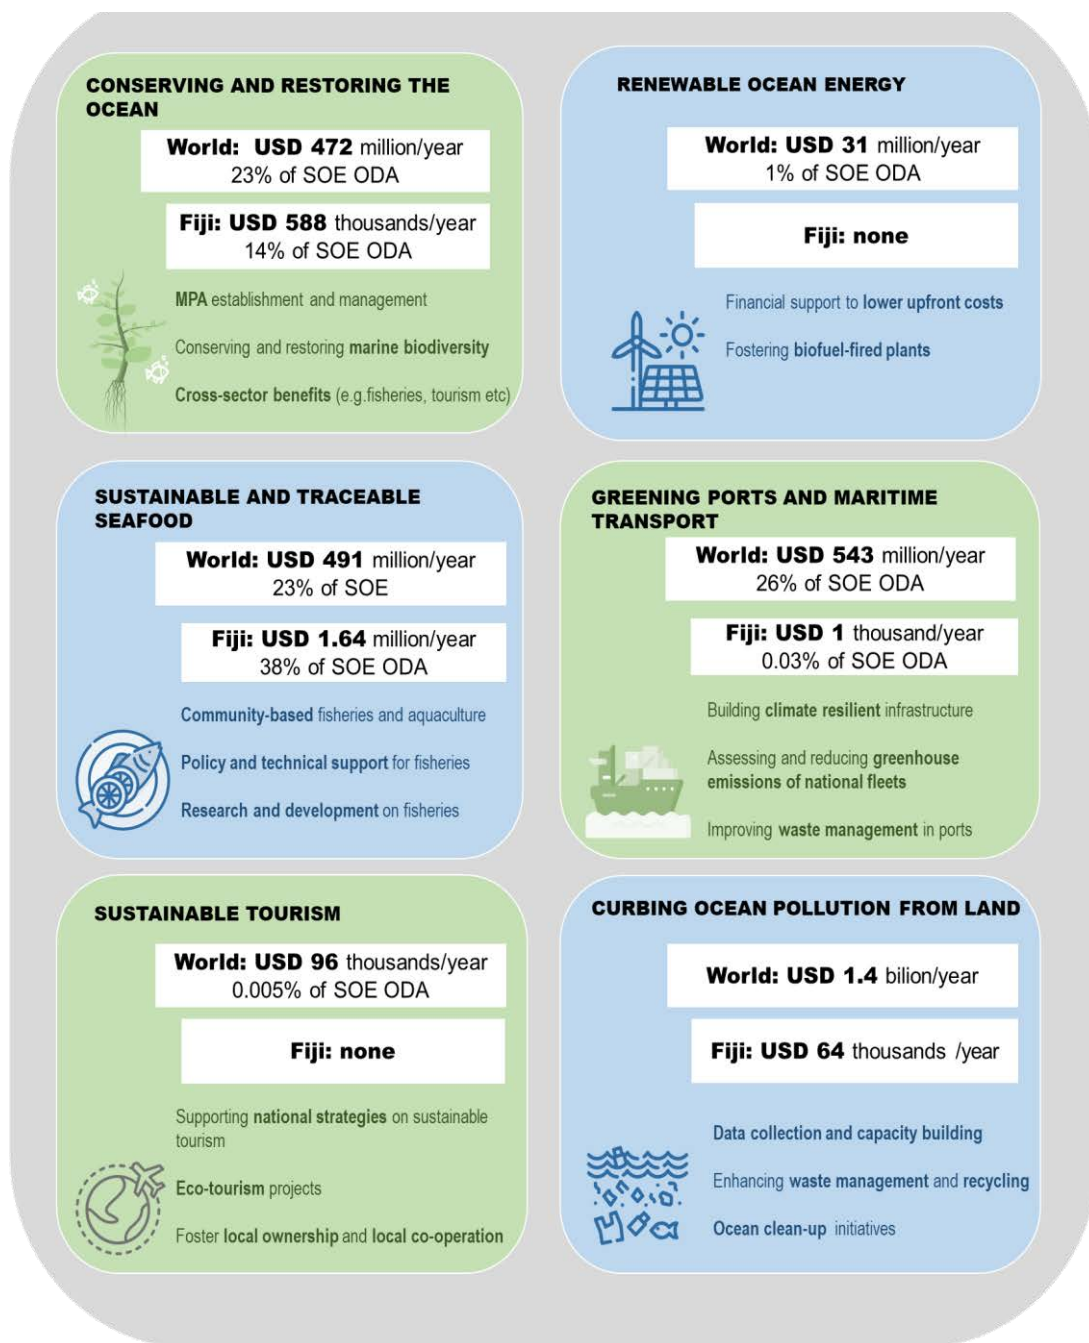 CONSERVING AND RESTORING THE
OCEAN
World: USD 472 million/year
23% of SOE ODA
Fiji: USD 588 thousands/year
14% of SOE ODA
MPA establishment and management
Conserving and restoring marine biodiversity
Cross-sector benefits (e.g.fisheries, tourism etc)
RENEWABLE OCEAN ENERGY
World: USD 31 million/year
1% of SOE ODA
Fiji: none
Financial support to lower upfront costs
Fostering biofuel-fired plants
SUSTAINABLE AND TRACEABLE
SEAFOOD
World: USD 491 million/year
23% of SOE
Fiji: USD 1.64 million/year
38% of SOE ODA
Community-based fisheries and aquaculture
Policy and technical support for fisheries
Research and development on fisheries
GREENING PORTS AND MARITIME
TRANSPORT
World: USD 543 million/year
26% of SOE ODA
Fiji: USD 1 thousand/year
0.03% of SOE ODA
Building climate resilient infrastructure
Assessing and reducing greenhouse
emissions of national fleets
Improving waste management in ports
SUSTAINABLE TOURISM
World: USD 96 thousands/year
0.005% of SOE ODA
Fiji: none
Supporting national strategies on sustainable
tourism
Eco-tourism projects
Foster local ownership and local co-operation
CURBING OCEAN POLLUTION FROM LAND
World: USD 1.4 bilion/year
Fiji: USD 64 thousands /year
Data collection and capacity building
Enhancing waste management and recycling
Ocean clean-up initiatives